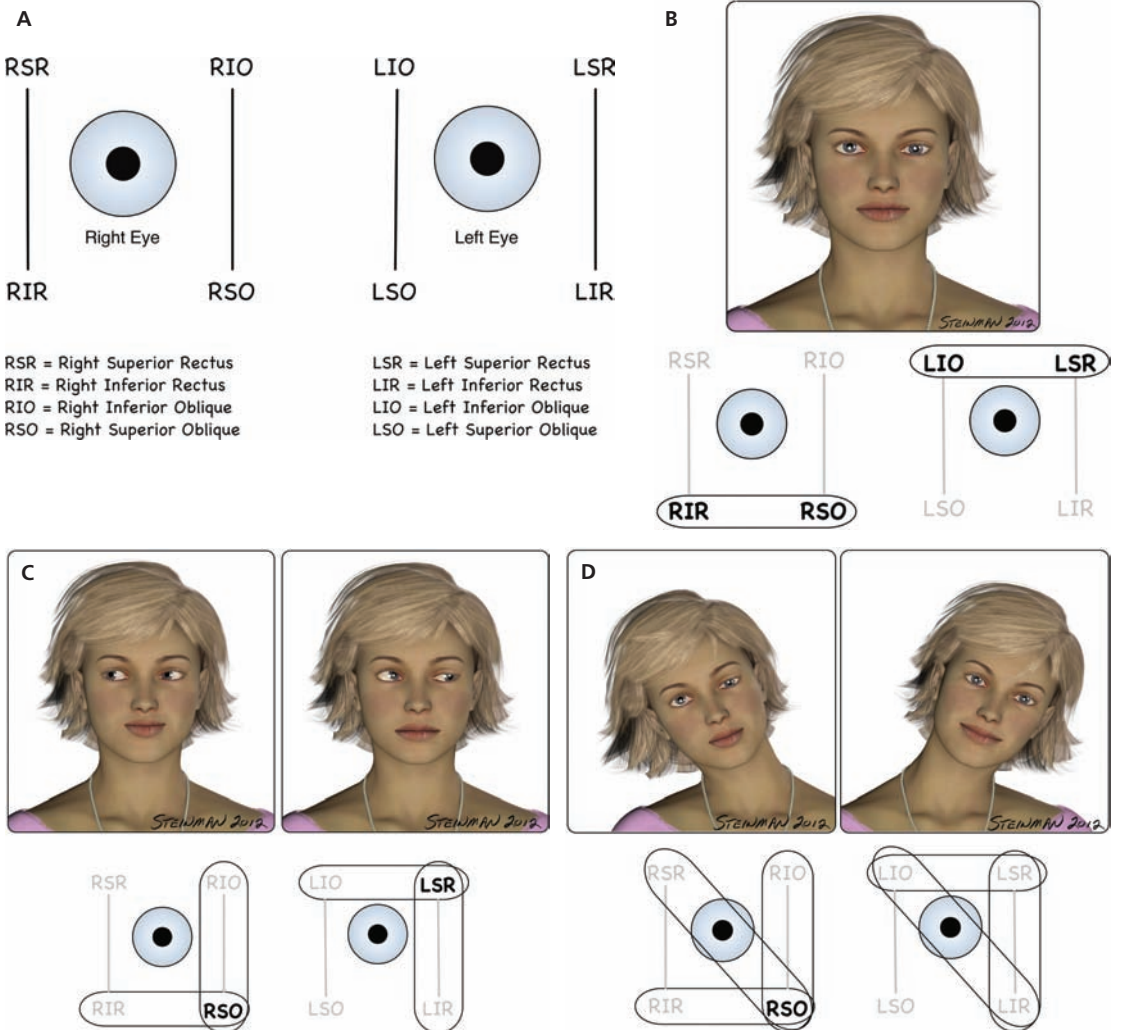 A
RSR RIO LIO LSR
Right Eye Left Eye
RIR RSO LSO LIR
RSR = Right Superior Rectus
RIR = Right Inferior Rectus
RIO = Right Inferior Oblique
RSO = Right Superior Oblique
LSR = Left Superior Rectus
LIR = Left Inferior Rectus
LIO = Left Inferior Oblique
LSO = Left Superior Oblique
B
STEINMAN 2012
RSR RIO LIO LSR
RIR RSO LSO LIR
C
STEINMAN 2012 STEINMAN 2012
RSR RIO LIO LSR
RIR RSO LSO LIR
D
STEINMAN 2012 STEINMAN 2012
RSR RIO LIO LSR
RIR RSO LSO LIR